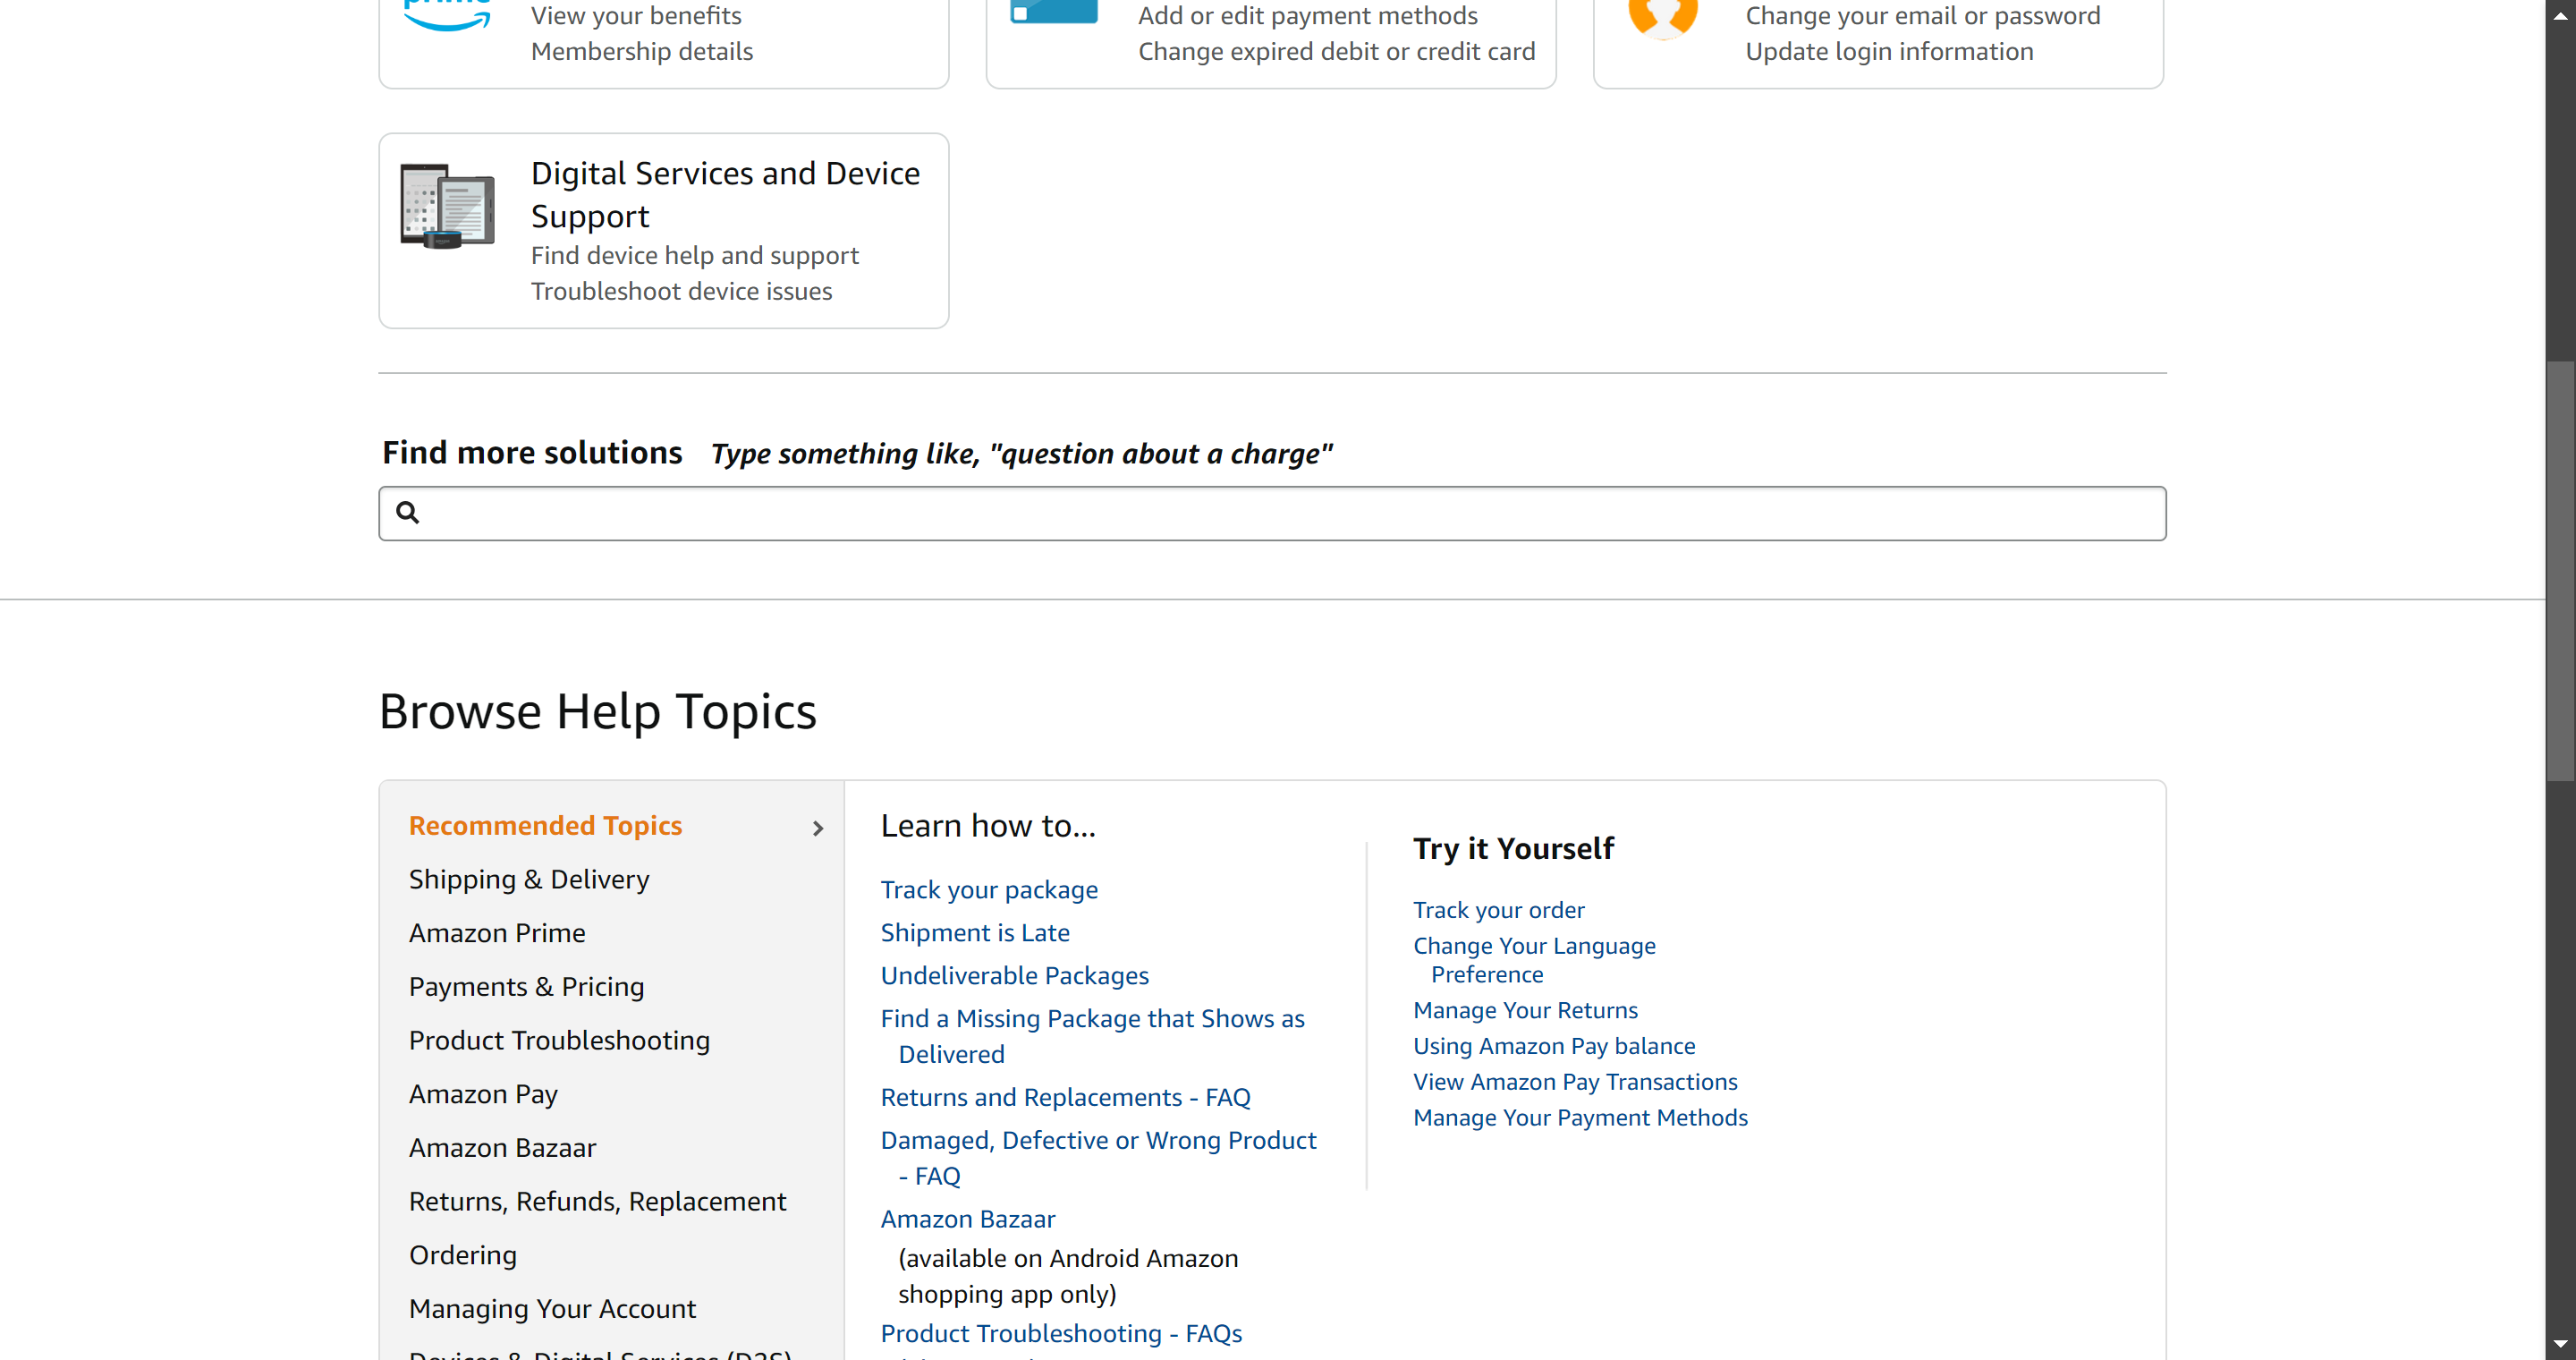 View your benefits
Membership details
Add or edit payment methods
Change expired debit or credit card
Change your email or password
Update login information
Digital Services and Device
Support
Find device help and support
Troubleshoot device issues
Find more solutions Type something like, "question about a charge"
Browse Help Topics
Recommended Topics
Shipping & Delivery
Amazon Prime
Payments & Pricing
Product Troubleshooting
Amazon Pay
Amazon Bazaar
Returns, Refunds, Replacement
Ordering
Managing Your Account
Devices & Digital Services (D2S)
Learn how to...
Track your package
Shipment is Late
Undeliverable Packages
Find a Missing Package that Shows as
Delivered
Returns and Replacements - FAQ
Damaged, Defective or Wrong Product
- FAQ
Amazon Bazaar
(available on Android Amazon
shopping app only)
Product Troubleshooting - FAQs
Try it Yourself
Track your order
Change Your Language
Preference
Manage Your Returns
Using Amazon Pay balance
View Amazon Pay Transactions
Manage Your Payment Methods